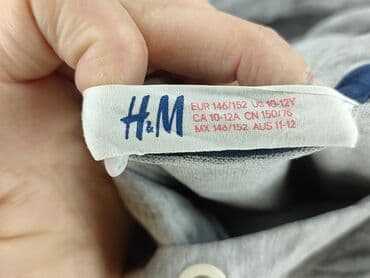 H&M
EUR 146/152 US 10-12Y
CA 10-12A CN 150/76
MX 146/152 AUS 11-12